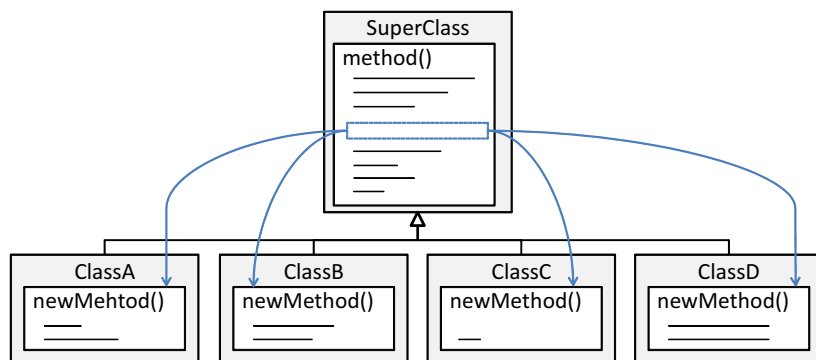 SuperClass
method()
ClassA
ClassB
ClassC
ClassD
newMehtod()
newMethod()
newMethod()
newMethod()